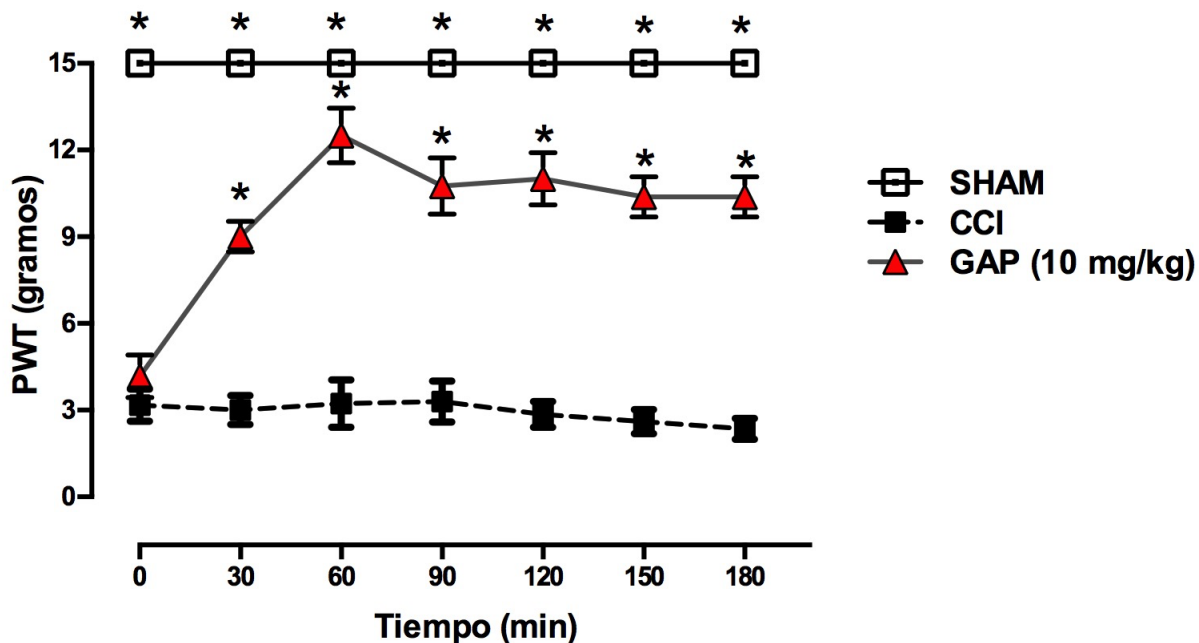 * * * * * * *
15
*
12
* * * * *
9
6
3
0
PWT (gramos)
SHAM
CCI
GAP (10 mg/kg)
0 30 60 90 120 150 180
Tiempo (min)